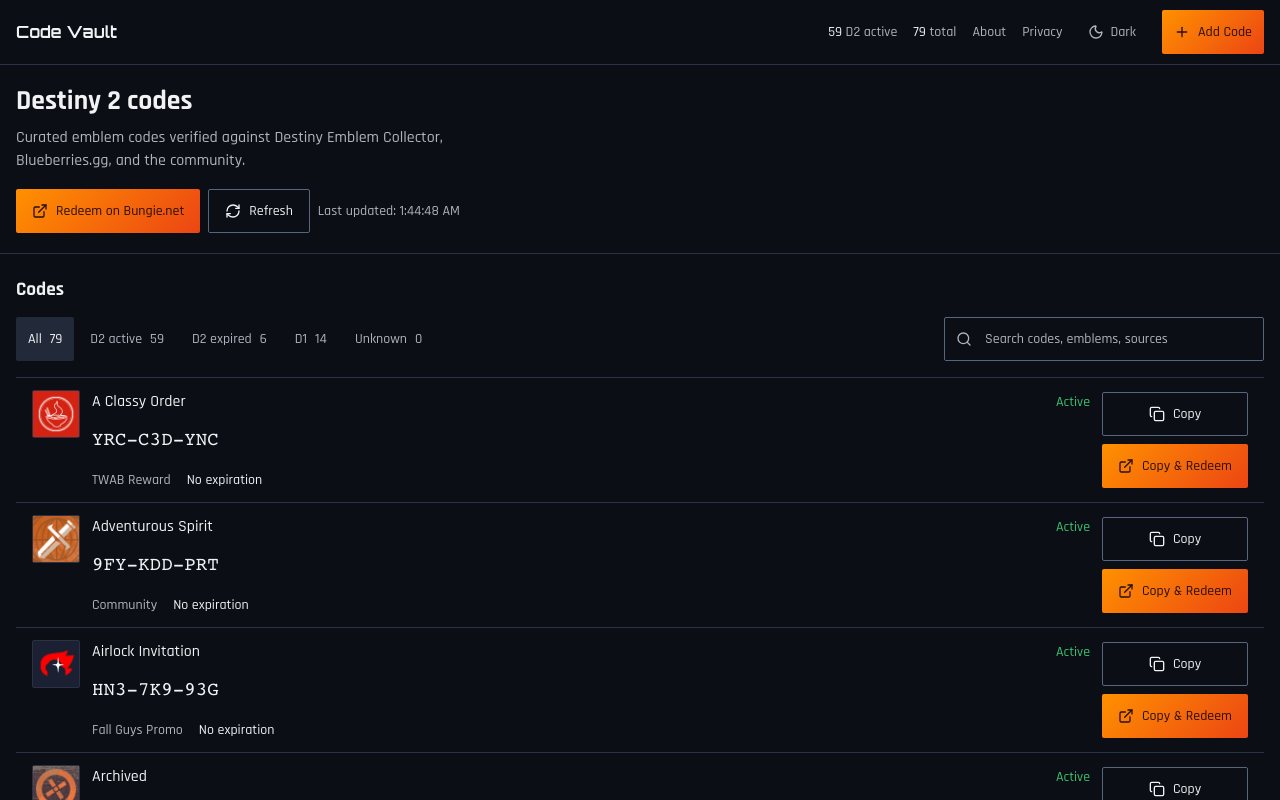 Code Vault
59 D2 active
79 total
About
Privacy
Dark
Add Code
Destiny 2 codes
Curated emblem codes verified against Destiny Emblem Collector,
Blueberries.gg, and the community.
Redeem on Bungie.net
Refresh
Last updated: 1:44:48 AM
Codes
All 79
D2 active 59
D2 expired 6
D1 14
Unknown 0
Search codes, emblems, sources
A Classy Order
Active
Copy
YRC-C3D-YNC
Copy & Redeem
TWAB Reward
No expiration
Adventurous Spirit
Active
Copy
9FY-KDD-PRT
Copy & Redeem
Community
No expiration
Airlock Invitation
Active
Copy
HN3-7K9-93G
Copy & Redeem
Fall Guys Promo
No expiration
Archived
Active
Copy